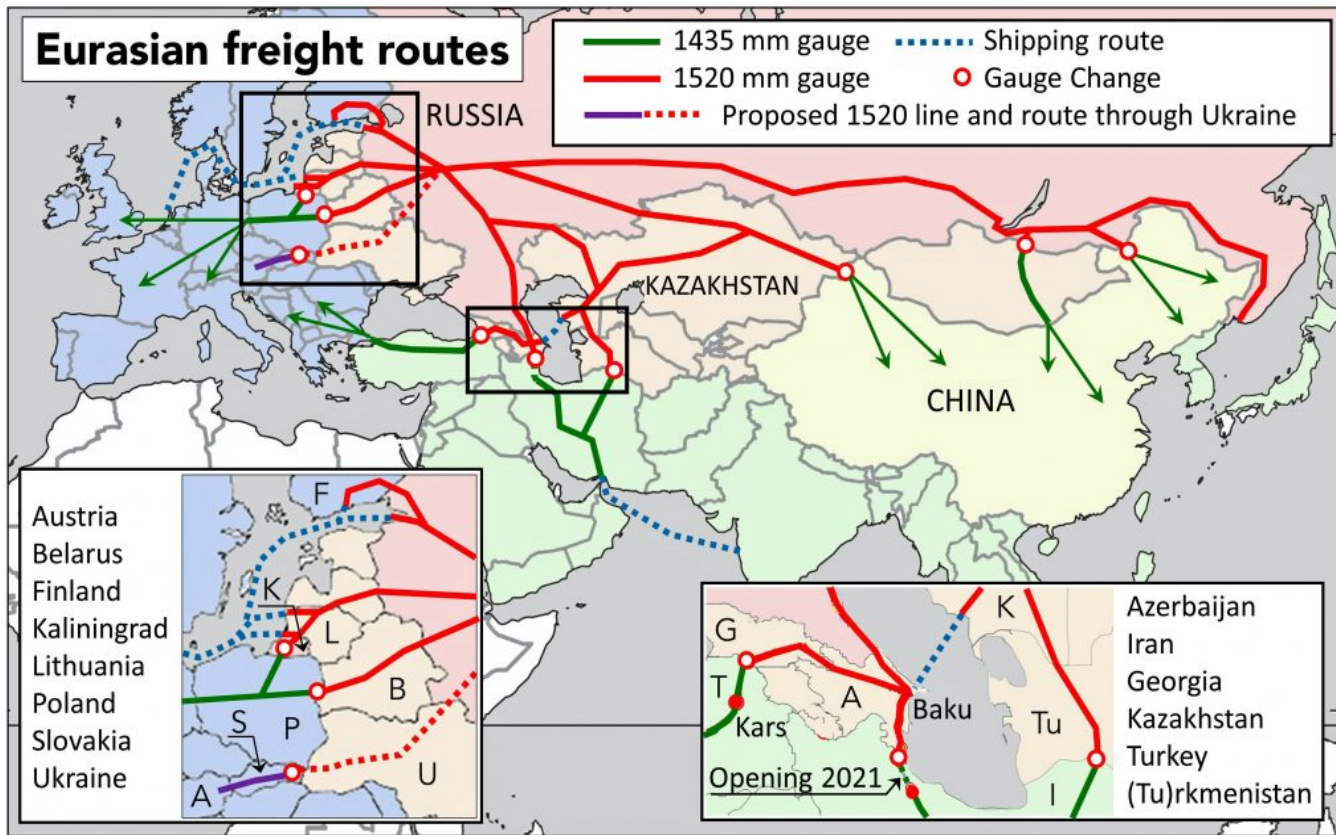 Eurasian freight routes
1435 mm gauge
Shipping route
1520 mm gauge
Gauge Change
Proposed 1520 line and route through Ukraine
RUSSIA
KAZAKHSTAN
CHINA
Austria
Belarus
Finland
Kaliningrad
Lithuania
Poland
Slovakia
Ukraine
F
K
L
B
P
S
A
U
G
K
T
A
Baku
Kars
Tu
Opening 2021
I
Azerbaijan
Iran
Georgia
Kazakhstan
Turkey
(Tu)rkmenistan